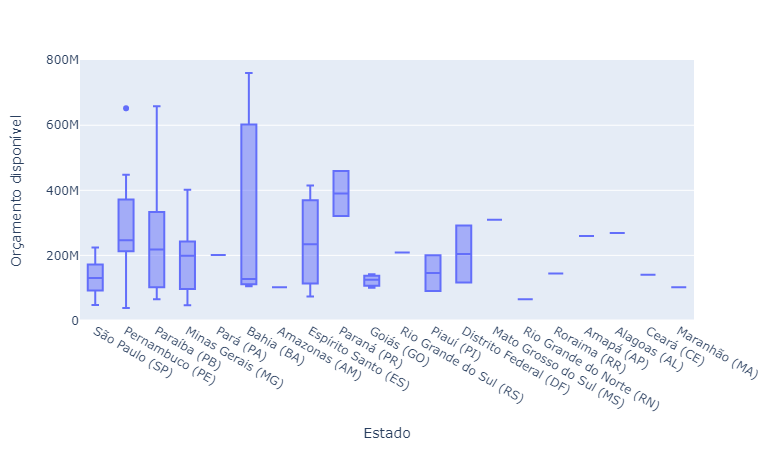 800M
600M
400M
200M
0
Orçamento disponível
São Paulo (SP)
Pernambuco (PE)
Paraíba (PB)
Minas Gerais (MG)
Pará (PA)
Bahia (BA)
Amazonas (AM)
Espírito Santo (ES)
Paraná (PR)
Goiás (GO)
Rio Grande do Sul (RS)
Piauí (PI)
Distrito Federal (DF)
Mato Grosso do Sul (MS)
Rio Grande do Norte (RN)
Roraima (RR)
Amapá (AP)
Alagoas (AL)
Ceará (CE)
Maranhão (MA)
Estado